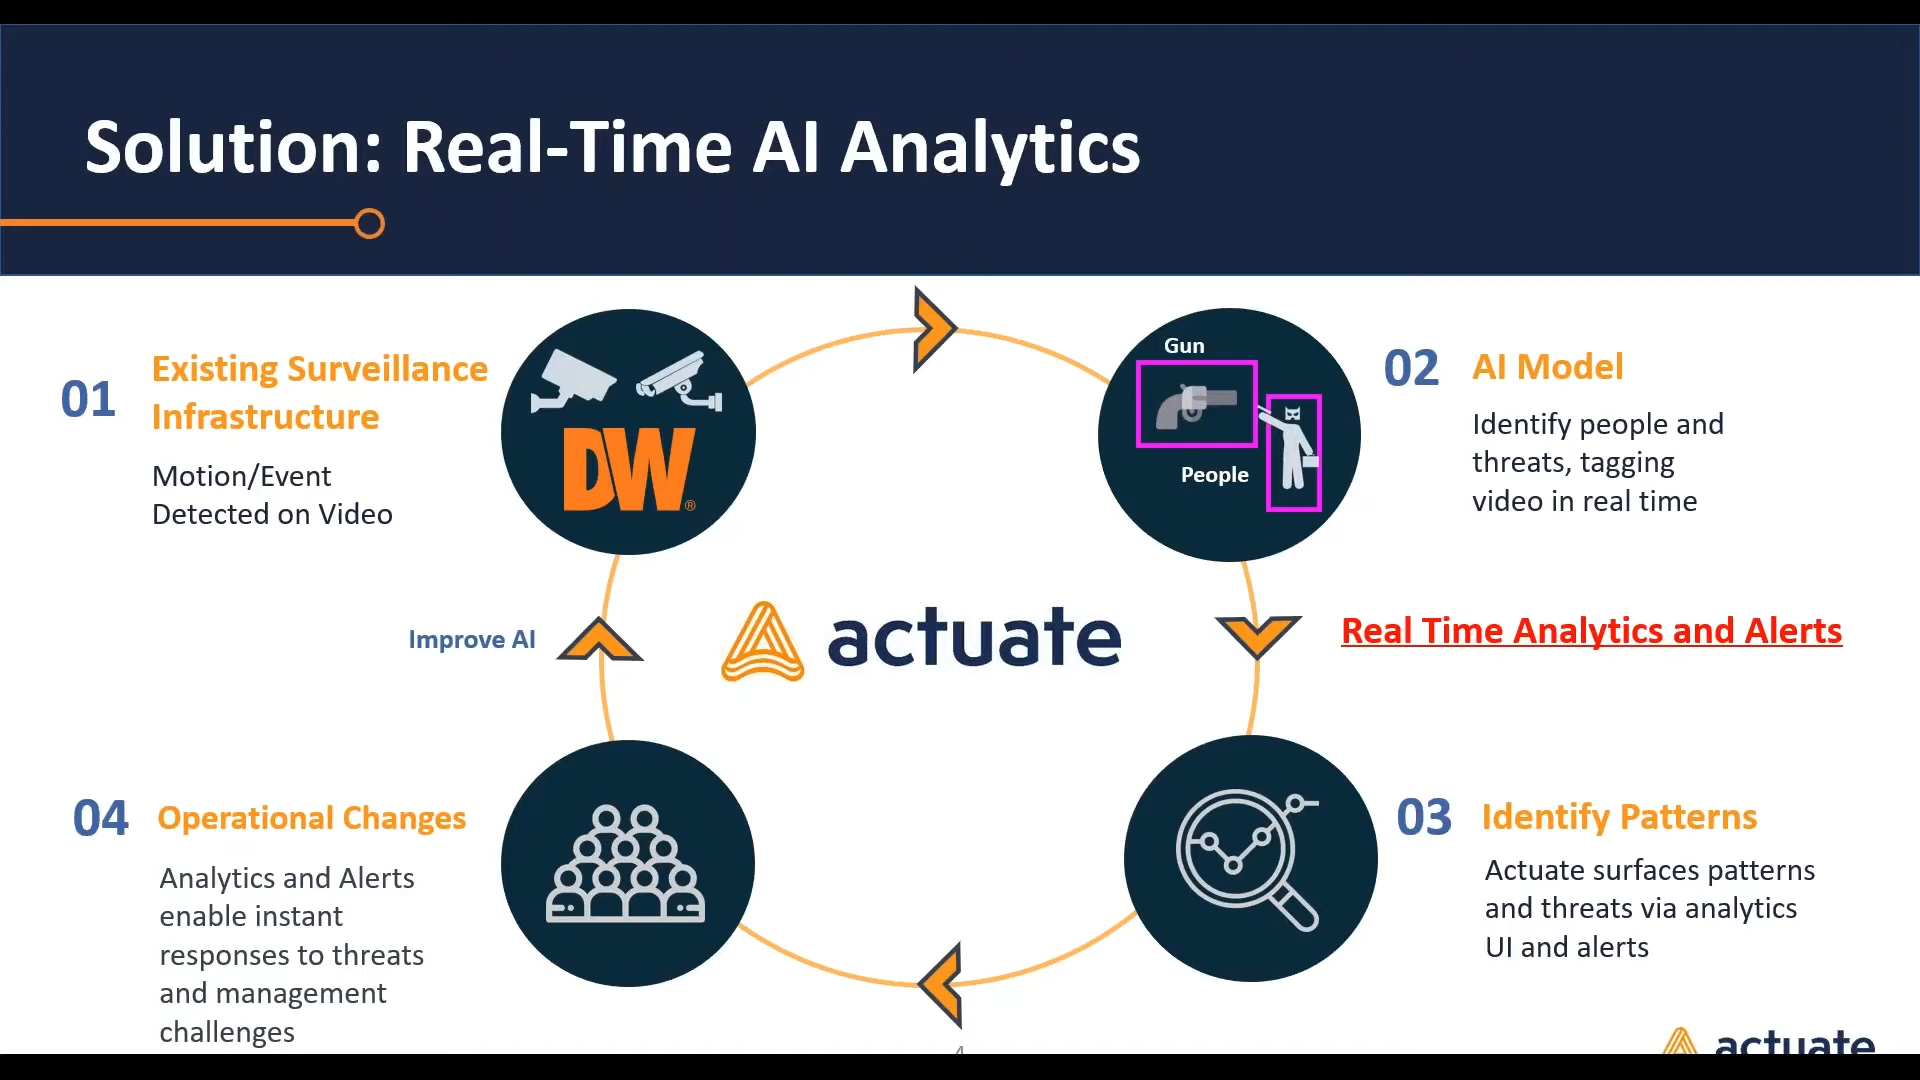 Solution: Real-Time AI Analytics
01
Existing Surveillance
Infrastructure
Motion/Event
Detected on Video
DW®
Gun
People
02
AI Model
Identify people and
threats, tagging
video in real time
Improve AI
actuate
Real Time Analytics and Alerts
04
Operational Changes
Analytics and Alerts
enable instant
responses to threats
and management
challenges
03
Identify Patterns
Actuate surfaces patterns
and threats via analytics
UI and alerts
4
actuate